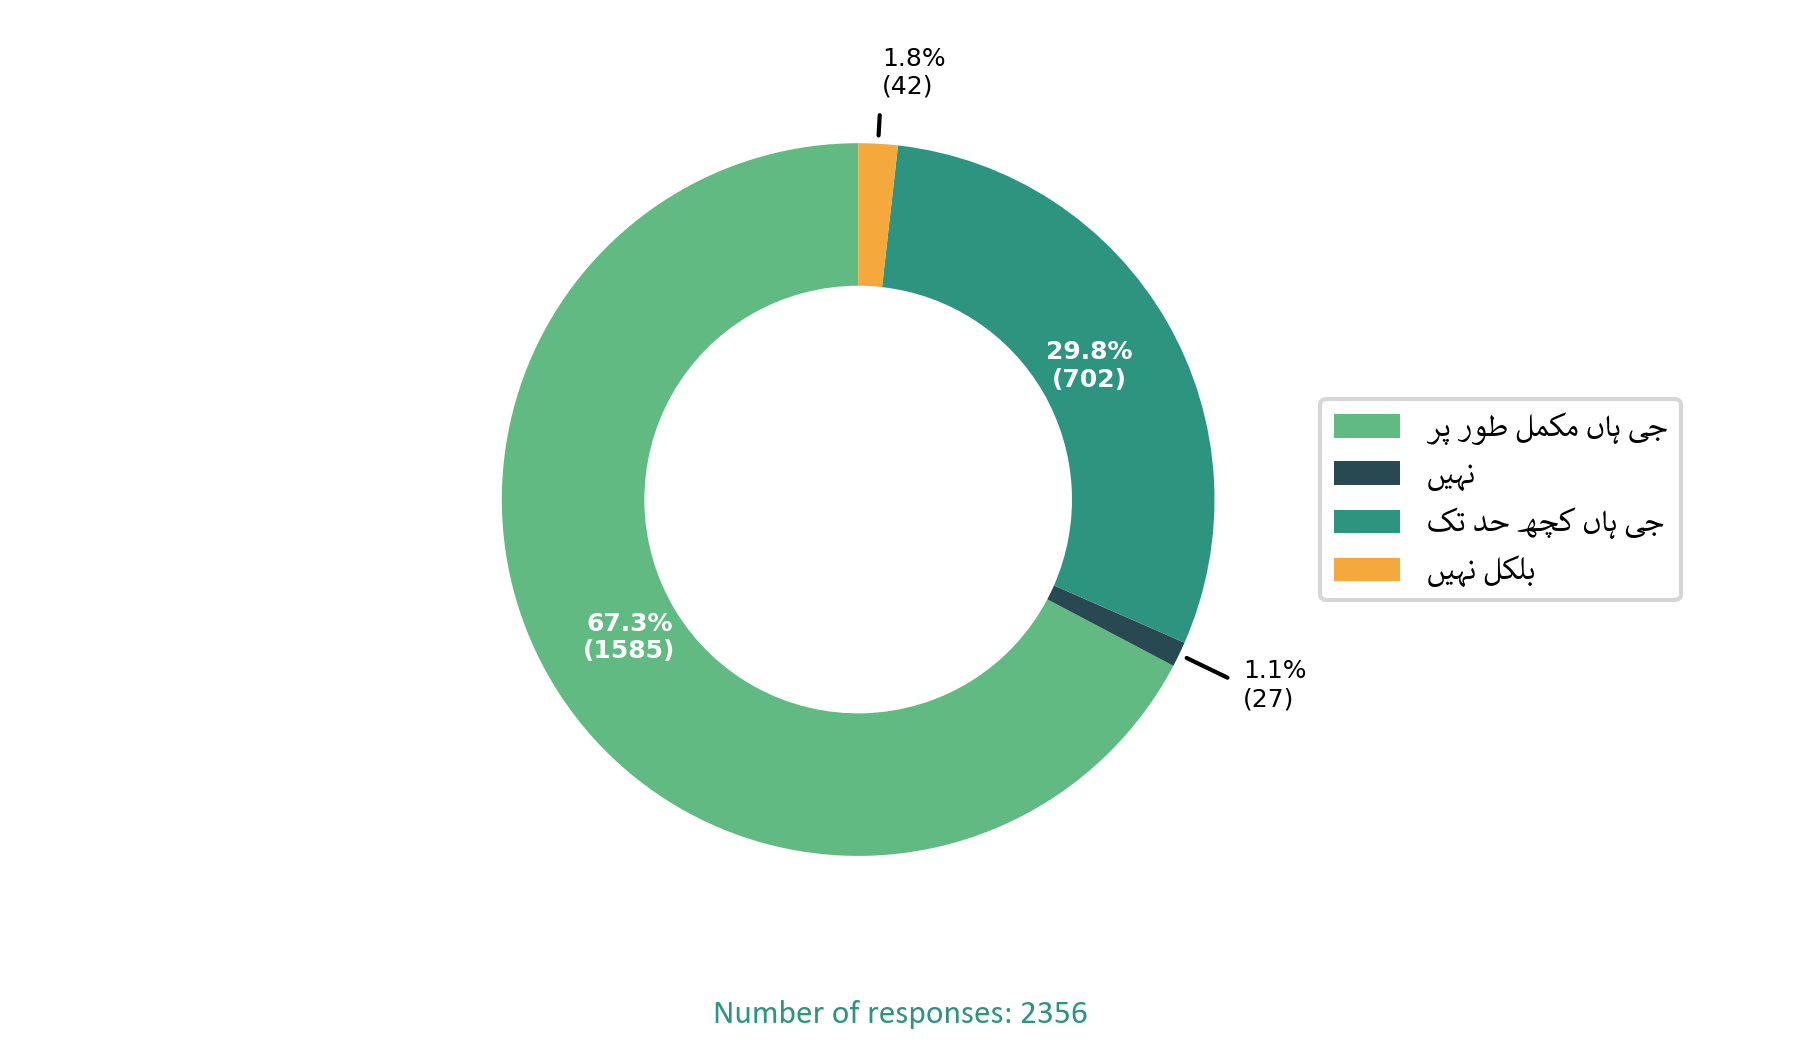 1.8%
(42)
29.8%
(702)
جی ہاں مکمل طور پر
نہیں
جی ہاں کچھ حد تک
بلکل نہیں
67.3%
(1585)
1.1%
(27)
Number of responses: 2356